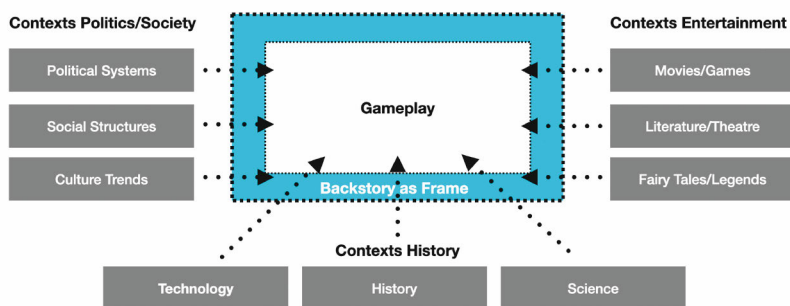 Contexts Politics/Society
Contexts Entertainment
Political Systems
Movies/Games
Gameplay
Social Structures
Literature/Theatre
Culture Trends
Backstory as Frame
Fairy Tales/Legends
Contexts History
Technology
History
Science